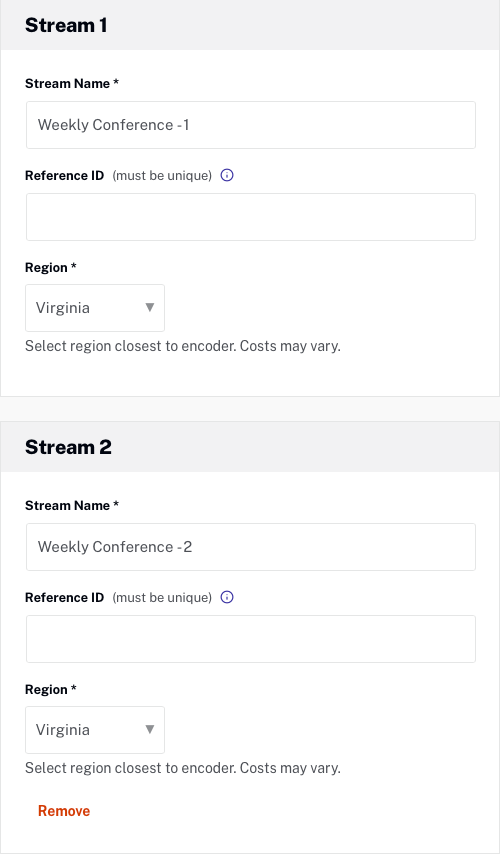 Stream 1
Stream Name *
Weekly Conference - 1
Reference ID (must be unique)
Region *
Virginia
Select region closest to encoder. Costs may vary.
Stream 2
Stream Name *
Weekly Conference - 2
Reference ID (must be unique)
Region *
Virginia
Select region closest to encoder. Costs may vary.
Remove